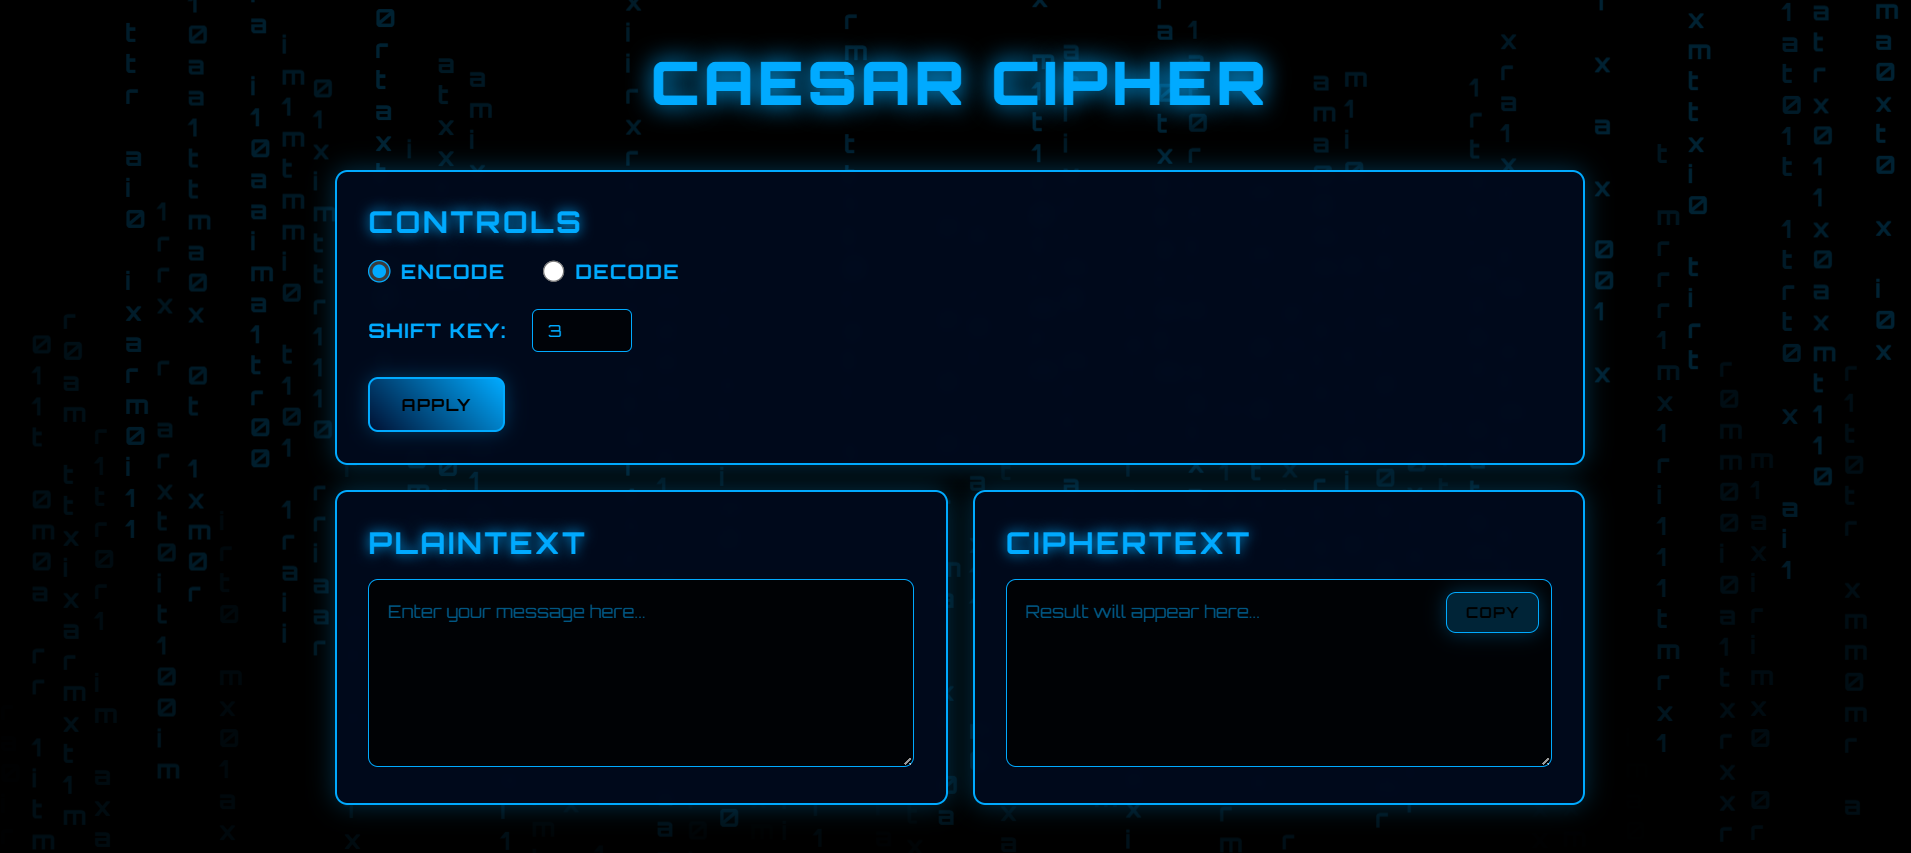 CAESAR CIPHER
CONTROLS
ENCODE DECODE
SHIFT KEY: 3
APPLY
PLAINTEXT
Enter your message here...
CIPHERTEXT
Result will appear here...
COPY